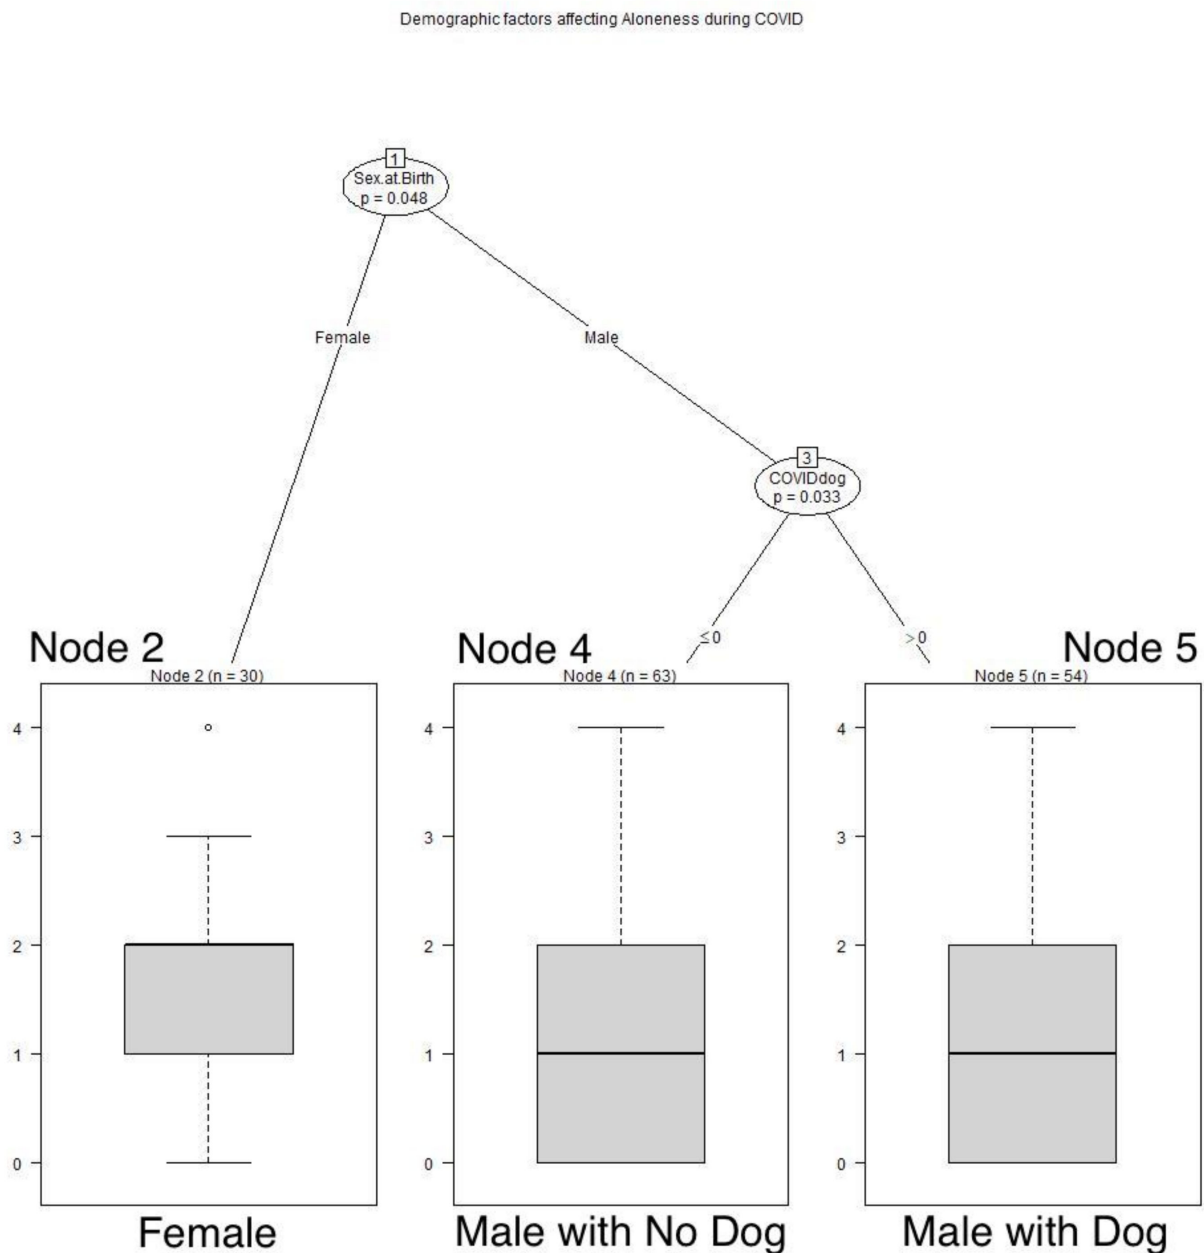 Demographic factors affecting Aloneness during COVID
1
Sex.at.Birth
p = 0.048
Female
Male
3
COVIDdog
p = 0.033
≤0
>0
Node 2
Node 4
Node 5
Node 2 (n = 30)
Node 4 (n = 63)
Node 5 (n = 54)
4
3
2
1
0
4
3
2
1
0
4
3
2
1
0
Female
Male with No Dog
Male with Dog